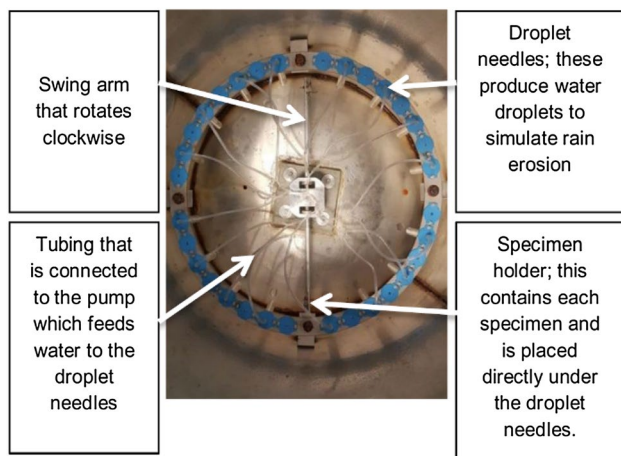 Swing arm
that rotates
clockwise
Droplet
needles; these
produce water
droplets to
simulate rain
erosion
Tubing that
is connected
to the pump
which feeds
water to the
droplet
needles
Specimen
holder; this
contains each
specimen and
is placed
directly under
the droplet
needles.